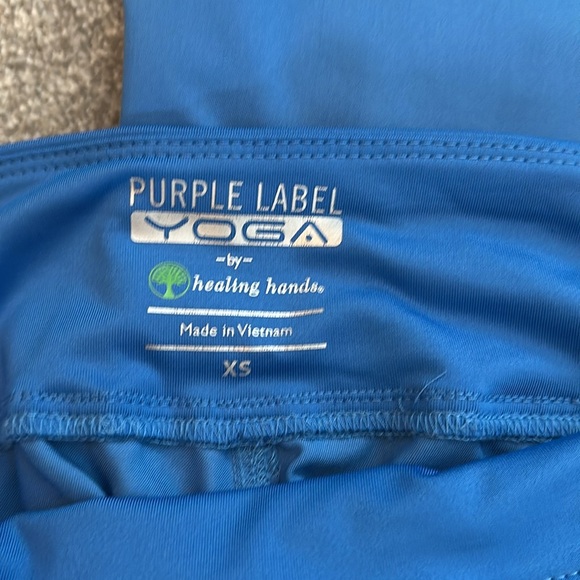 PURPLE LABEL
YOGA
-by-
healing hands®
Made in Vietnam
XS